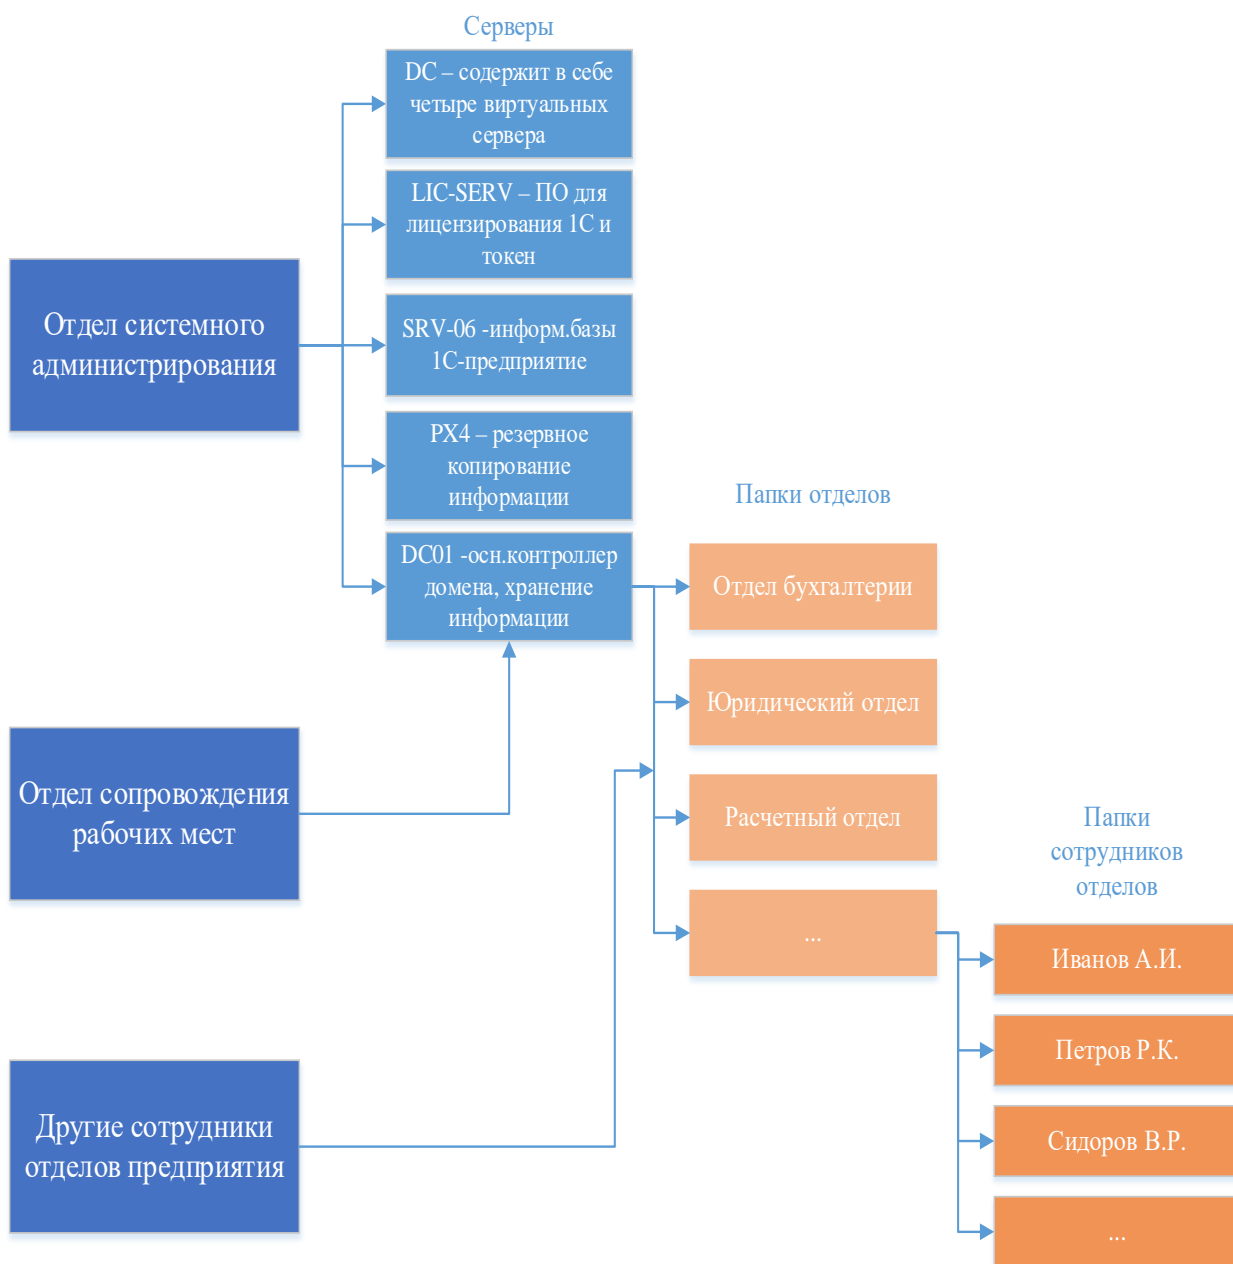 Серверы
DC – содержит в себе
четыре виртуальных
сервера
LIC-SERV – ПО для
лицензирования 1С и
токен
Отдел системного
администрирования
SRV-06 -информ.базы
1С-предприятие
PX4 – резервное
копирование
информации
Папки отделов
DC01 -осн.контроллер
домена, хранение
информации
Отдел бухгалтерии
Юридический отдел
Отдел сопровождения
рабочих мест
Расчетный отдел
Папки
сотрудников
отделов
...
Иванов А.И.
Петров Р.К.
Другие сотрудники
отделов предприятия
Сидоров В.Р.
...